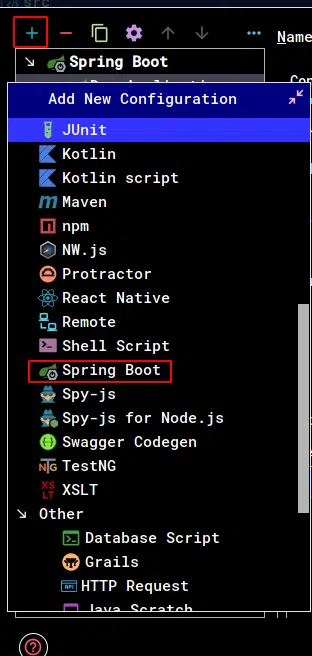 src
Name
Spring Boot
Add New Configuration
JUnit
Kotlin
Kotlin script
Maven
npm
NW.js
Protractor
React Native
Remote
Shell Script
Spring Boot
Spy-js
Spy-js for Node.js
Swagger Codegen
TestNG
XSLT
Other
Database Script
Grails
HTTP Request
Java Scratch